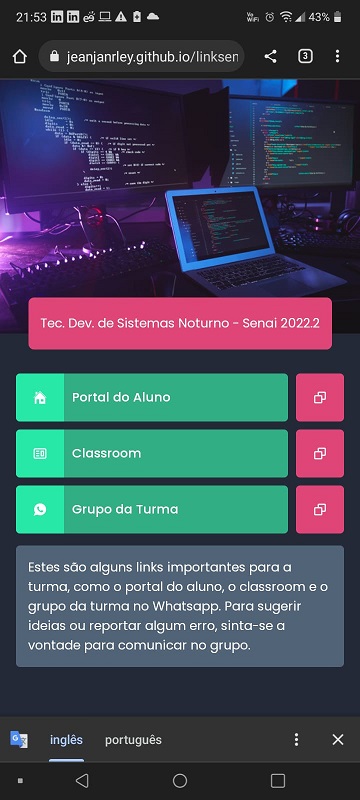 21:53
Vo
WiFi
43%
jeanjanrley.github.io/linksen
3
Tec. Dev. de Sistemas Noturno - Senai 2022.2
Portal do Aluno
Classroom
Grupo da Turma
Estes são alguns links importantes para a
turma, como o portal do aluno, o classroom e o
grupo da turma no Whatsapp. Para sugerir
ideias ou reportar algum erro, sinta-se a
vontade para comunicar no grupo.
inglês
português